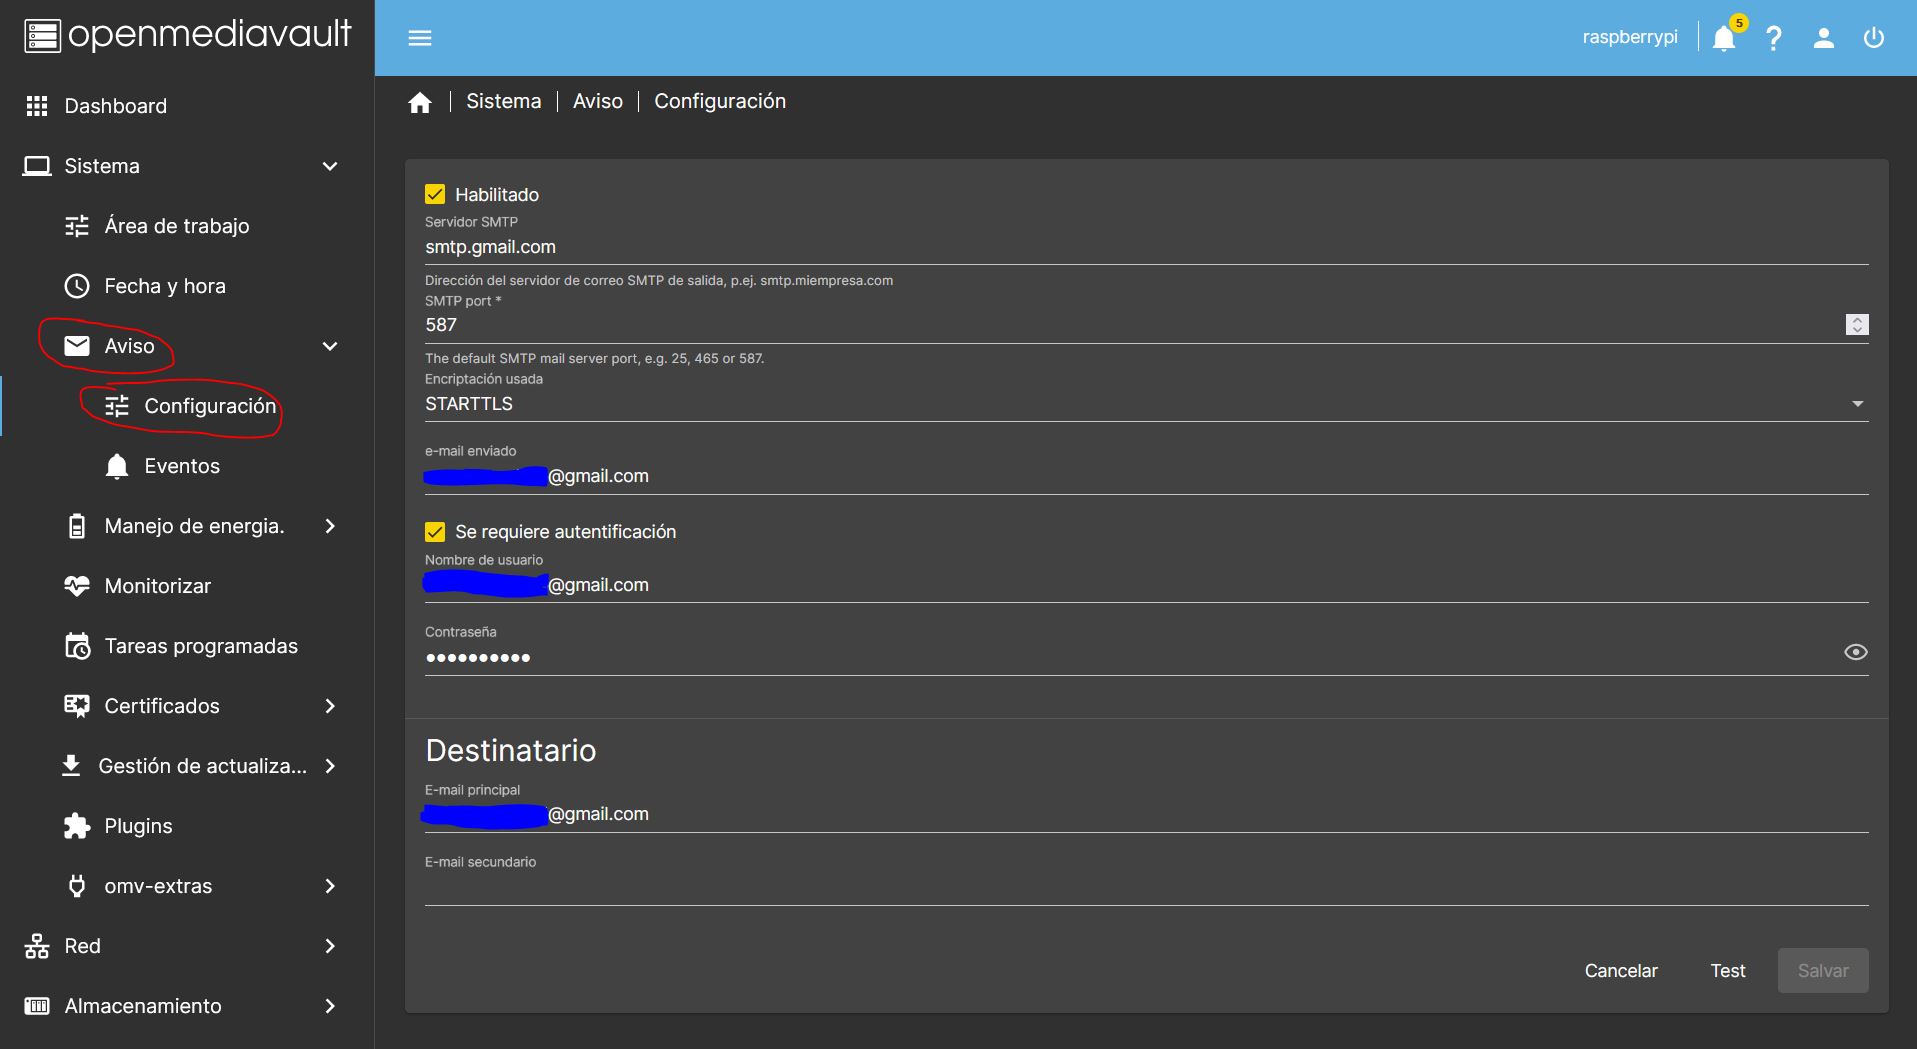 openmediavault
raspberrypi
5
Dashboard
Sistema
Área de trabajo
Fecha y hora
Aviso
Configuración
Eventos
Manejo de energia.
Monitorizar
Tareas programadas
Certificados
Gestión de actualiza...
Plugins
omv-extras
Red
Almacenamiento
Sistema | Aviso | Configuración
Habilitado
Servidor SMTP
smtp.gmail.com
Dirección del servidor de correo SMTP de salida, p.ej. smtp.miempresa.com
SMTP port *
587
The default SMTP mail server port, e.g. 25, 465 or 587.
Encriptación usada
STARTTLS
e-mail enviado
@gmail.com
Se requiere autentificación
Nombre de usuario
@gmail.com
Contraseña
••••••••••
Destinatario
E-mail principal
@gmail.com
E-mail secundario
Cancelar Test Salvar